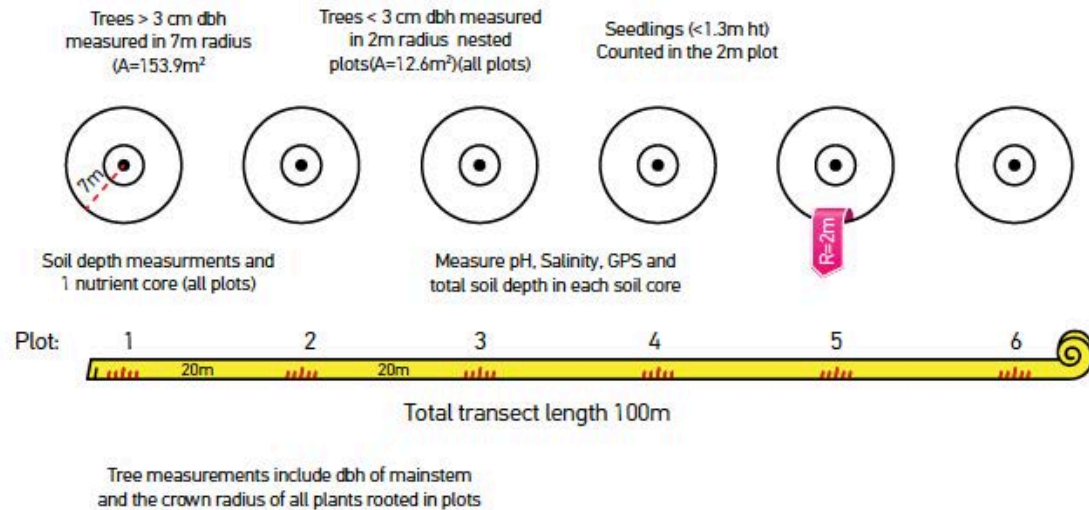 Trees > 3 cm dbh
measured in 7m radius
(A=153.9m²
Trees < 3 cm dbh measured
in 2m radius nested
plots(A=12.6m²)(all plots)
Seedlings (<1.3m ht)
Counted in the 2m plot
7m
R=2m
Soil depth measurments and
1 nutrient core (all plots)
Measure pH, Salinity, GPS and
total soil depth in each soil core
Plot: 1 2 3 4 5 6
20m 20m
Total transect length 100m
Tree measurements include dbh of mainstem
and the crown radius of all plants rooted in plots